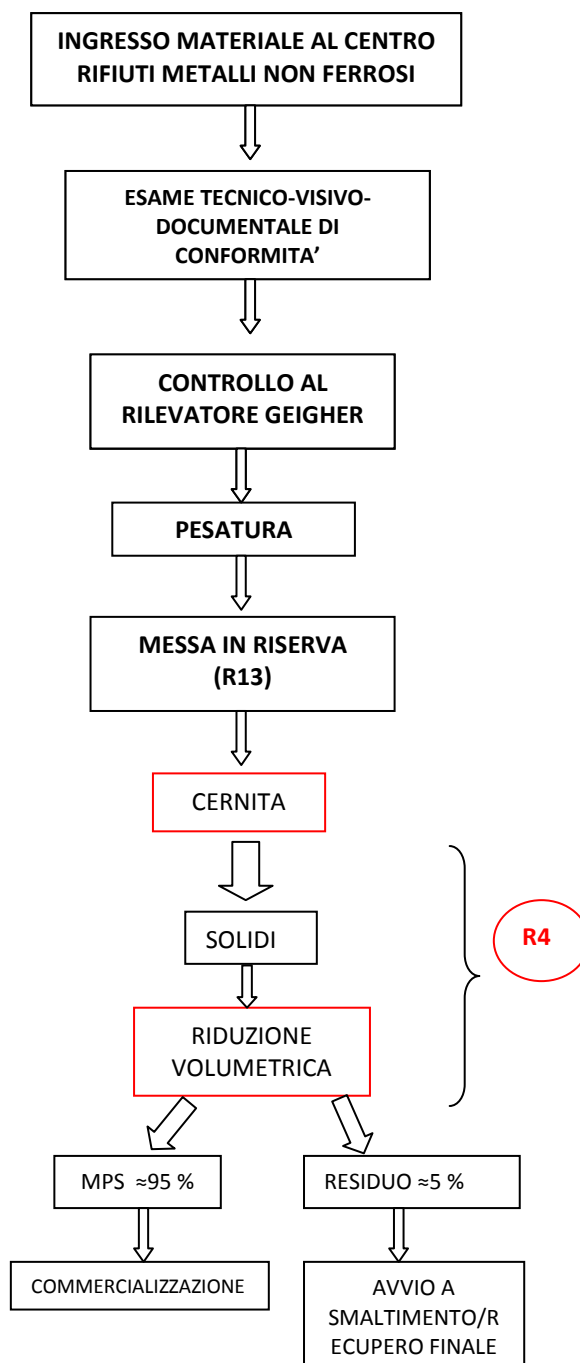 INGRESSO MATERIALE AL CENTRO
RIFIUTI METALLI NON FERROSI
ESAME TECNICO-VISIVO-
DOCUMENTALE DI
CONFORMITA’
CONTROLLO AL
RILEVATORE GEIGHER
PESATURA
MESSA IN RISERVA
(R13)
CERNITA
SOLIDI
R4
RIDUZIONE
VOLUMETRICA
MPS ≈95 %
RESIDUO ≈5 %
COMMERCIALIZZAZIONE
AVVIO A
SMALTIMENTO/R
ECUPERO FINALE